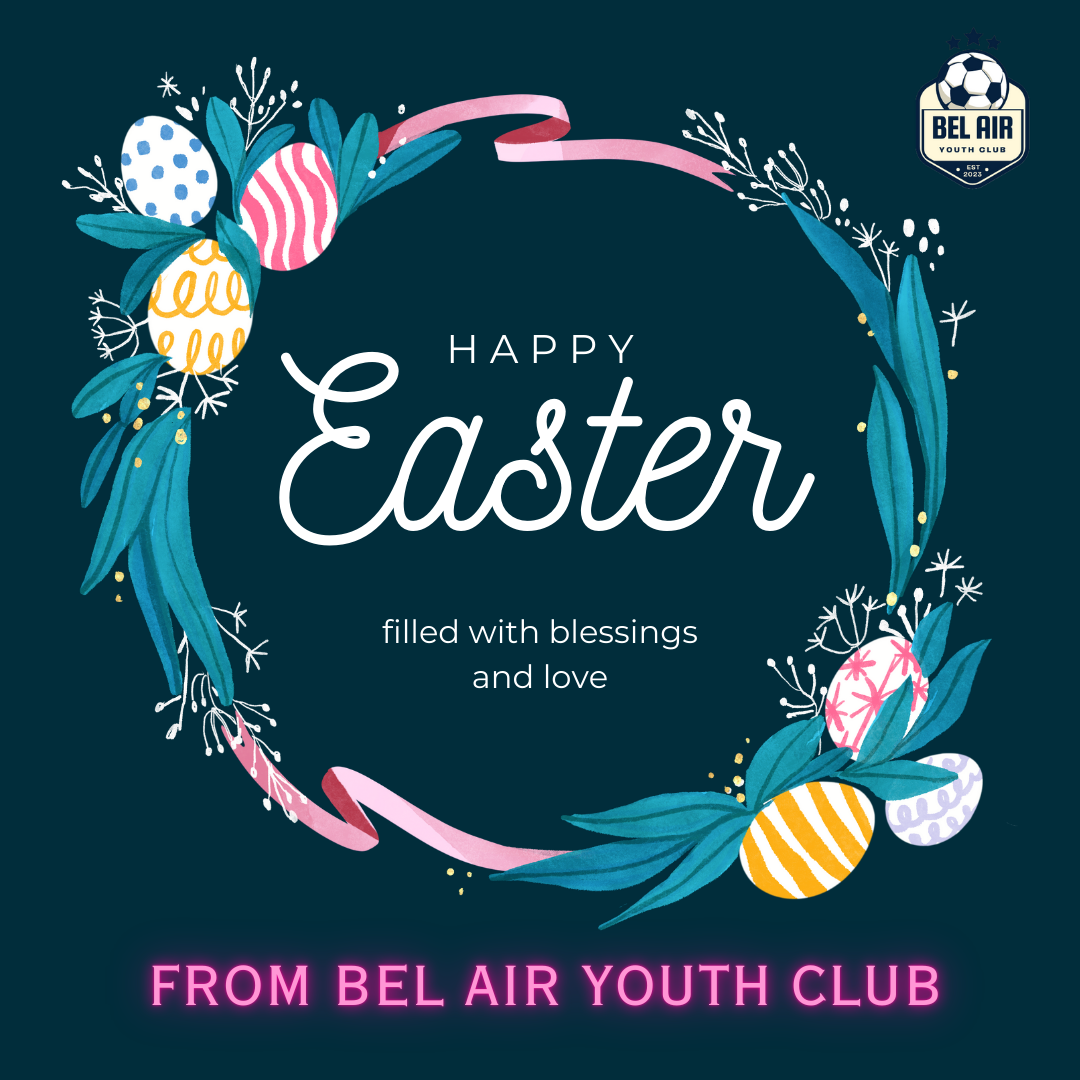 BEL AIR
YOUTH CLUB
EST
2023
HAPPY
Easter
filled with blessings
and love
FROM BEL AIR YOUTH CLUB